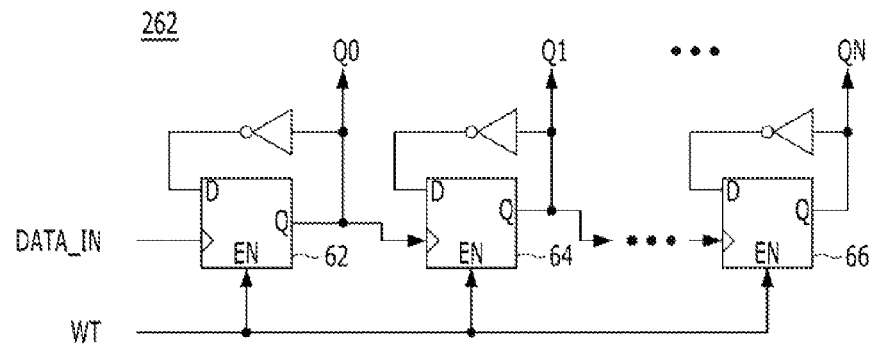 262
Q0 Q1 ••• QN
D D D
Q Q Q
DATA_IN ••• 
EN 62 EN 64 EN 66
WT